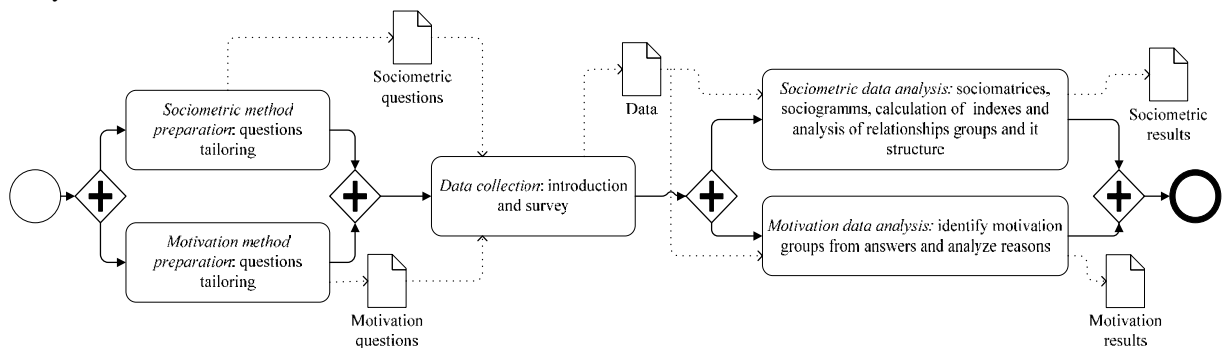 Sociometric
questions
Sociometric method
preparation: questions
tailoring
Motivation method
preparation: questions
tailoring
Motivation
questions
Data collection: introduction
and survey
Data
Sociometric data analysis: sociomatrices,
sociogramms, calculation of indexes and
analysis of relationships groups and it
structure
Motivation data analysis: identify motivation
groups from answers and analyze reasons
Sociometric
results
Motivation
results